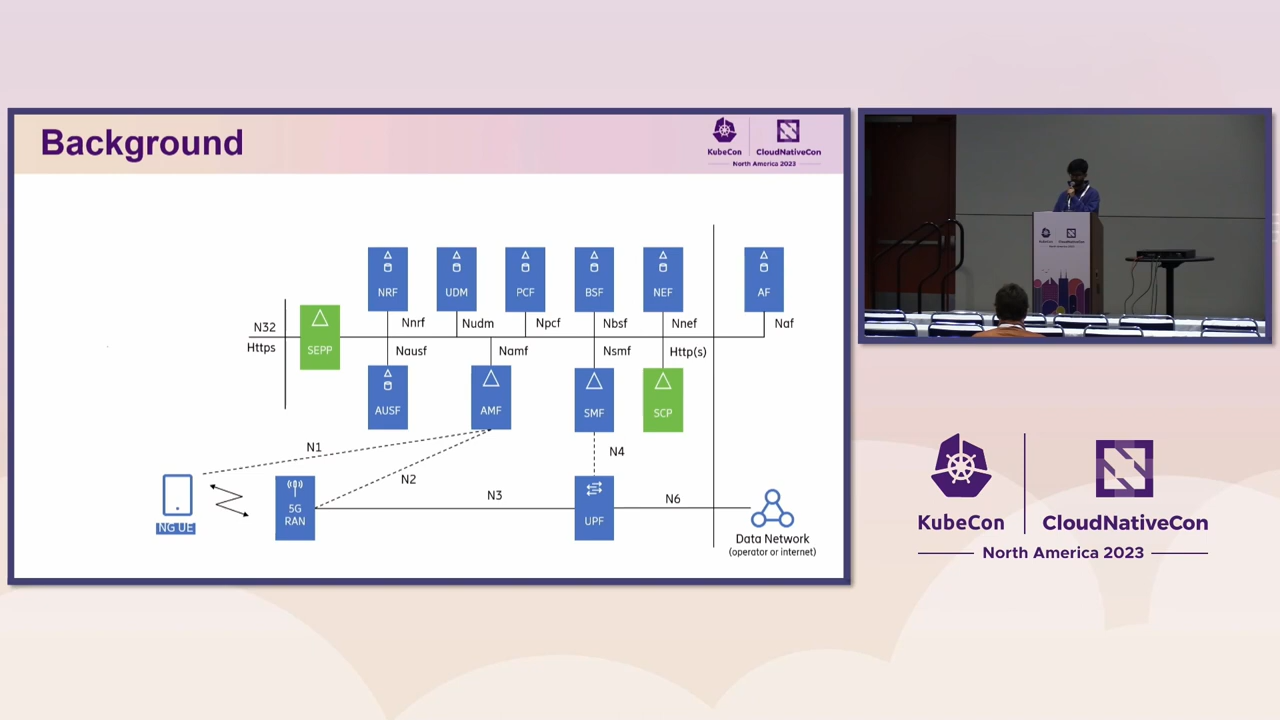 Background
KubeCon
CloudNativeCon
North America 2023
NRF
UDM
PCF
BSF
NEF
AF
N32
Https
SEPP
Nnrf
Nudm
Npcf
Nbsf
Nnef
Naf
Nausf
Namf
Nsmf
Http(s)
AUSF
AMF
SMF
SCP
N1
N2
N4
N3
N6
NG UE
5G
RAN
UPF
Data Network
(operator or internet)
KubeCon
CloudNativeCon
North America 2023